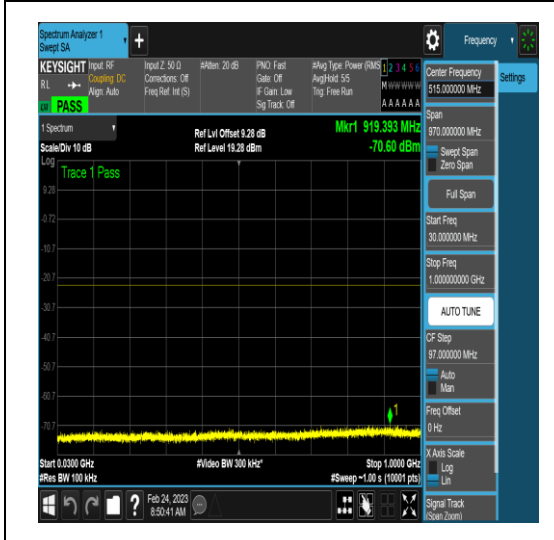 Spectrum Analyzer 1
Swept SA
Frequency
KEYSIGHT
RL
Input: RF
Coupling: DC
Align: Auto
Input Z: 50 Ω
Corrections: Off
Freq Ref: Int (S)
#Atten: 20 dB
PNO: Fast
Gate: Off
IF Gain: Low
Sig Track: Off
#Avg Type: Power (RMS)
Avg|Hold: 5/5
Trig: Free Run
1 2 3 4 5 6
M W W W W W
A A A A A A
PASS
1 Spectrum
Scale/Div 10 dB
Ref Lvl Offset 9.28 dB
Ref Level 19.28 dBm
Mkr1 919.393 MHz
-70.60 dBm
Log
Trace 1 Pass
9.28
-0.72
-10.7
-20.7
-30.7
-40.7
-50.7
-60.7
-70.7
1
Start 0.0300 GHz
#Res BW 100 kHz
#Video BW 300 kHz*
Stop 1.0000 GHz
#Sweep ~1.00 s (10001 pts)
Feb 24, 2023
8:50:41 AM
Center Frequency
515.000000 MHz
Settings
Span
970.000000 MHz
Swept Span
Zero Span
Full Span
Start Freq
30.000000 MHz
Stop Freq
1.000000000 GHz
AUTO TUNE
CF Step
97.000000 MHz
Auto
Man
Freq Offset
0 Hz
X Axis Scale
Log
Lin
Signal Track
(Span Zoom)